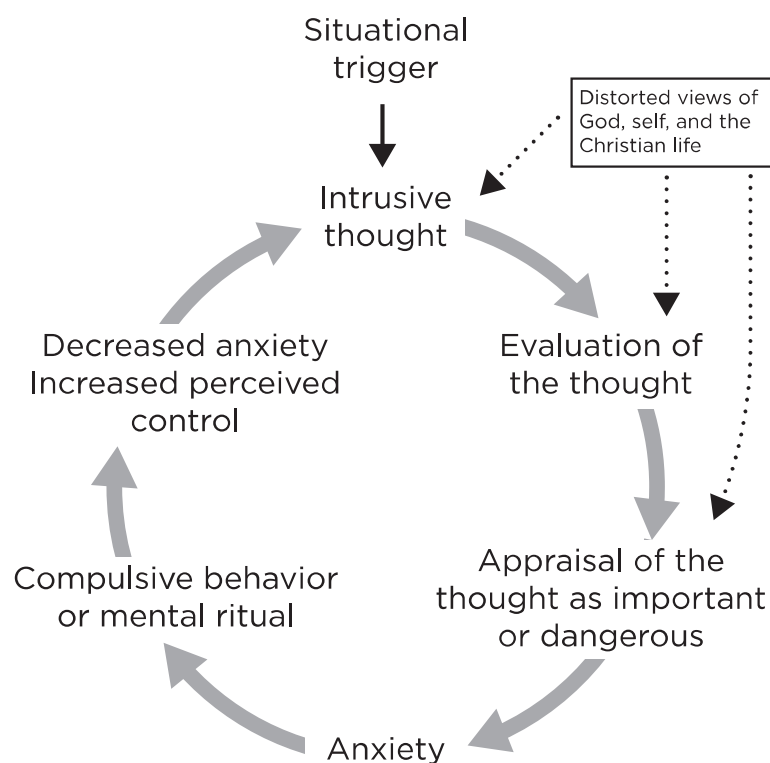 Situational
trigger
Distorted views of
God, self, and the
Christian life
Intrusive
thought
Evaluation of
the thought
Appraisal of the
thought as important
or dangerous
Anxiety
Compulsive behavior
or mental ritual
Decreased anxiety
Increased perceived
control